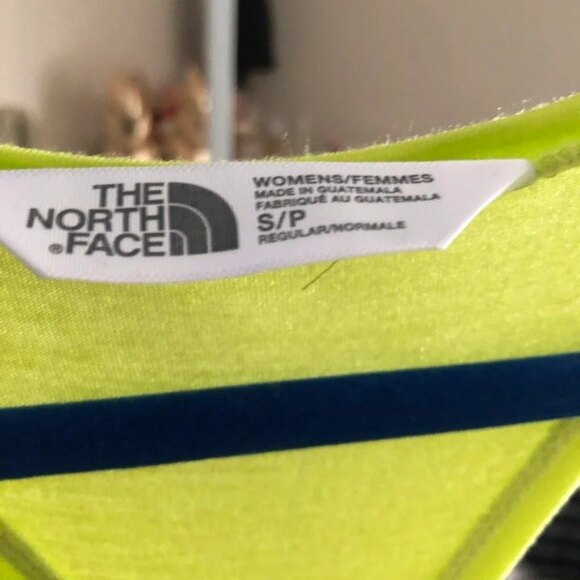 THE
NORTH
®FACE
WOMENS/FEMMES
MADE IN GUATEMALA
FABRIQUÉ AU GUATEMALA
S/P
REGULAR/NORMALE